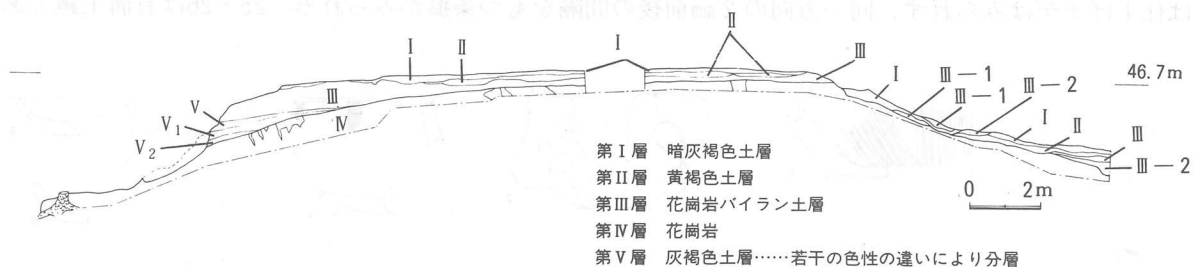 I II I II III I III—1 III—1 III—2 I II III III—2
46.7m
V III IV
V₁
V₂
第I層 暗灰褐色土層
第II層 黄褐色土層
第III層 花崗岩バイラン土層
第IV層 花崗岩
第V層 灰褐色土層……若干の色性の違いにより分層
0 2m